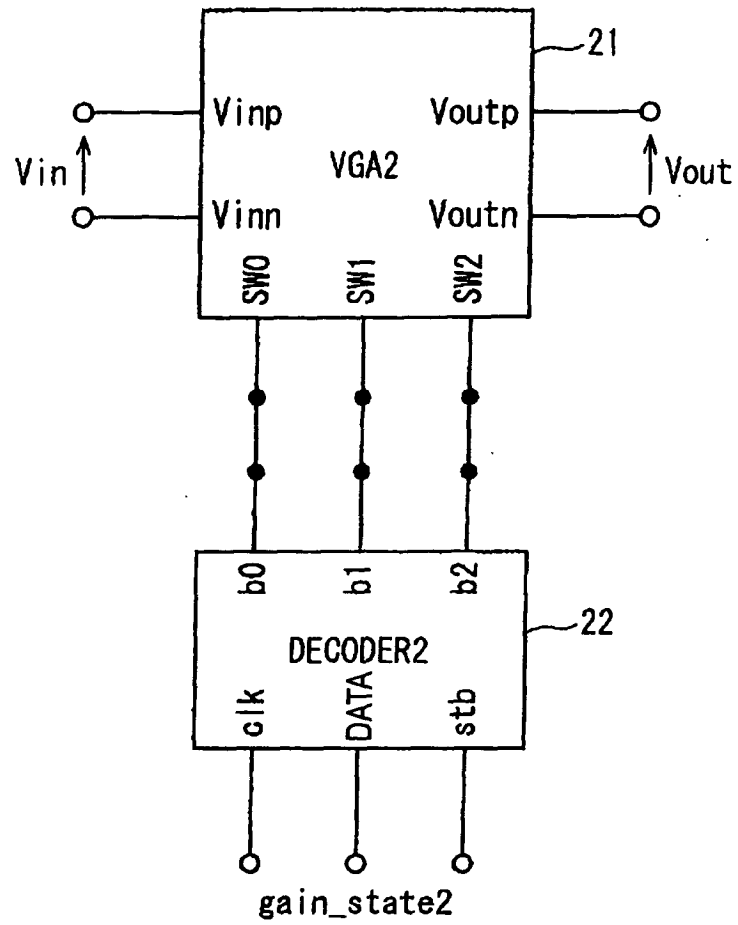 21
Vinp
Voutp
Vin
VGA2
Vout
Vinn
Voutn
SW0
SW1
SW2
b0
b1
b2
22
DECODER2
clk
DATA
stb
gain_state2